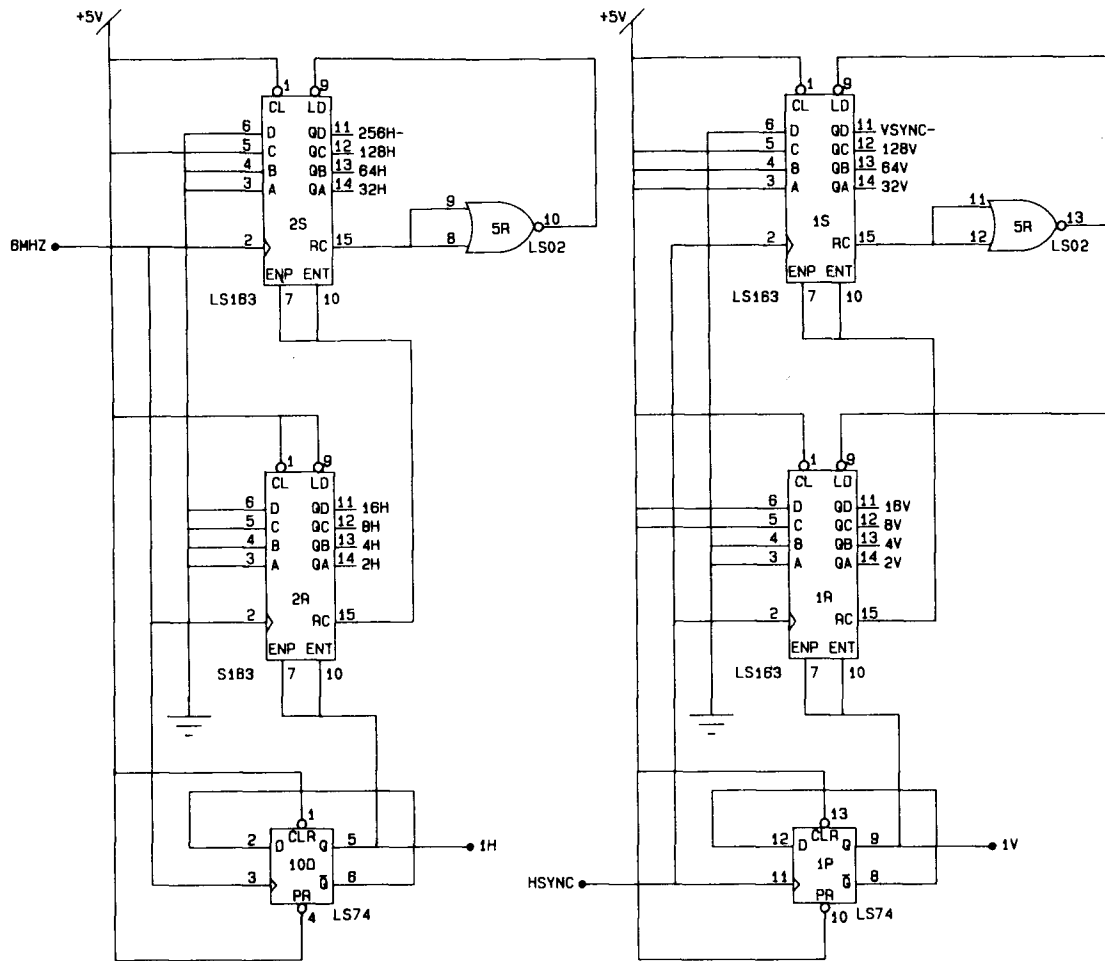 +5V
1 9
CL LD
6 D QD 11 256H-
5 C QC 12 128H
4 B QB 13 64H
3 A QA 14 32H
2S
8MHZ
2 RC 15
ENP ENT
LS163
7 10
9
8
5R
10
LS02
1 9
CL LD
6 D QD 11 16H
5 C QC 12 8H
4 B QB 13 4H
3 A QA 14 2H
2R
2 RC 15
ENP ENT
S163
7 10
1
CLR
2 D Q 5
1H
10D
3 Q 6
PR
4
LS74
+5V
1 9
CL LD
6 D QD 11 VSYNC-
5 C QC 12 128V
4 B QB 13 64V
3 A QA 14 32V
1S
2 RC 15
ENP ENT
LS163
7 10
11
12
5R
13
LS02
1 9
CL LD
6 D QD 11 16V
5 C QC 12 8V
4 B QB 13 4V
3 A QA 14 2V
1R
2 RC 15
ENP ENT
LS163
7 10
13
CLR
12 D Q 9
1V
1P
HSYNC
11 Q 8
PR
10
LS74